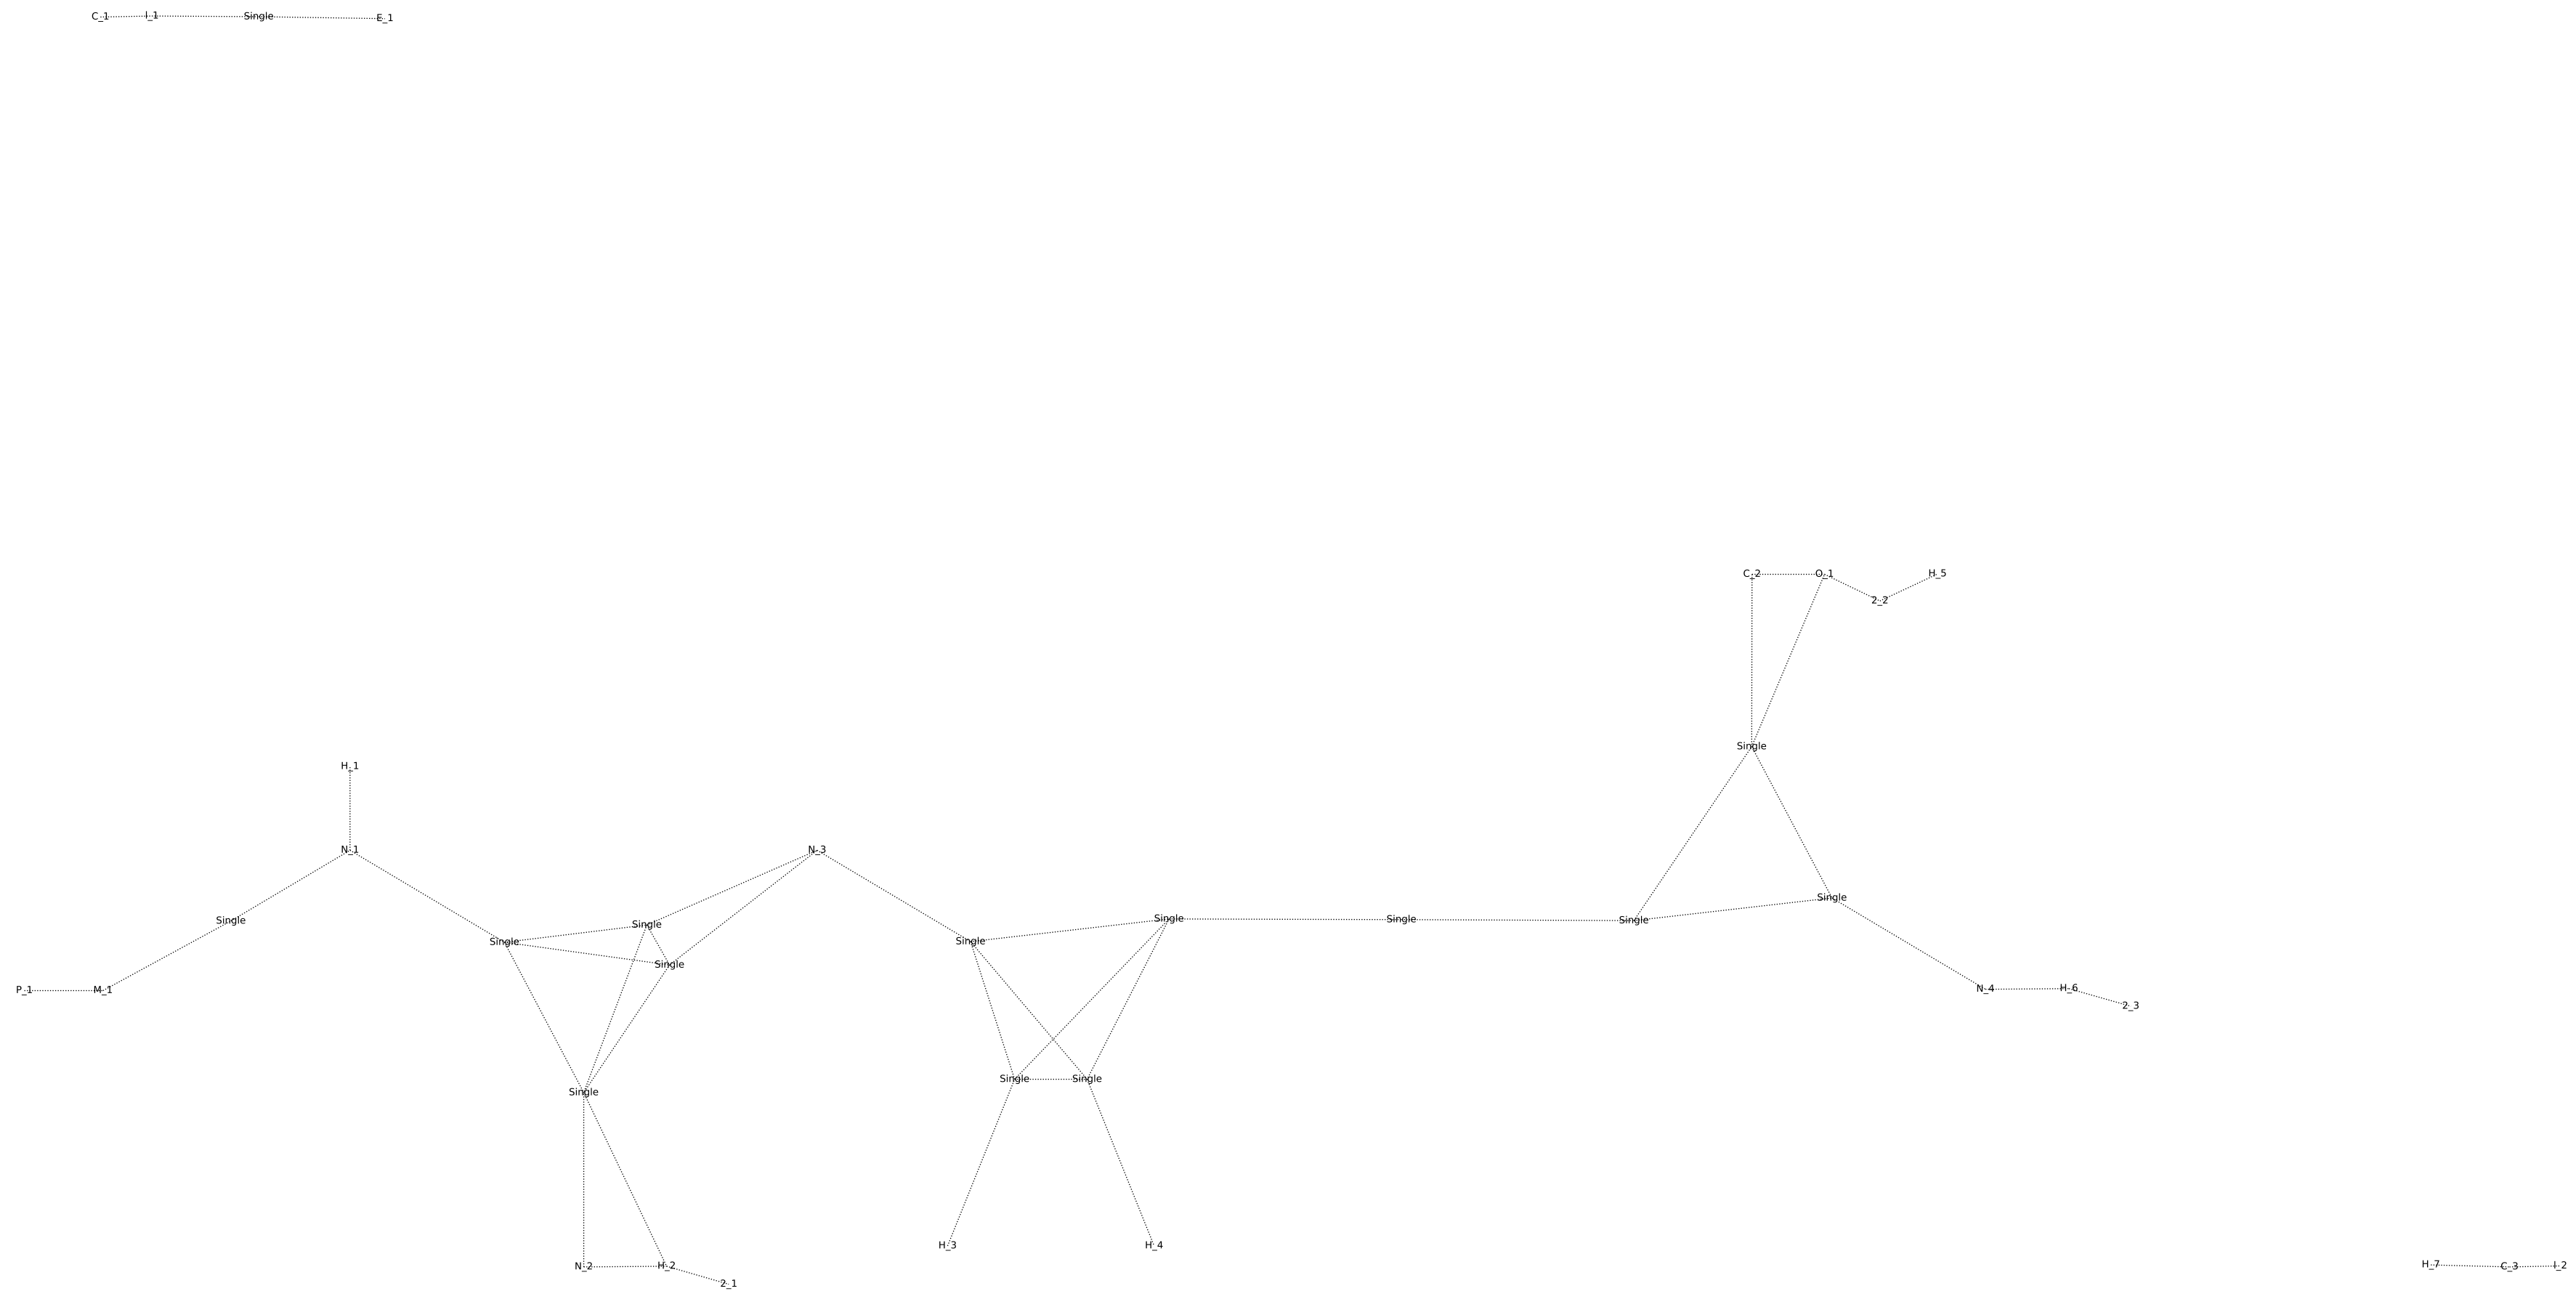 C_1 I_1 Single E_1
C_2 O_1 H_5
2_2
Single
H_1
N_1 N_3
Single
Single Single Single Single
Single Single Single
Single
P_1 M_1 N_4 H_6
2_3
Single Single
Single
H_3 H_4
N_2 H_2 H_7 C_3 I_2
2_1